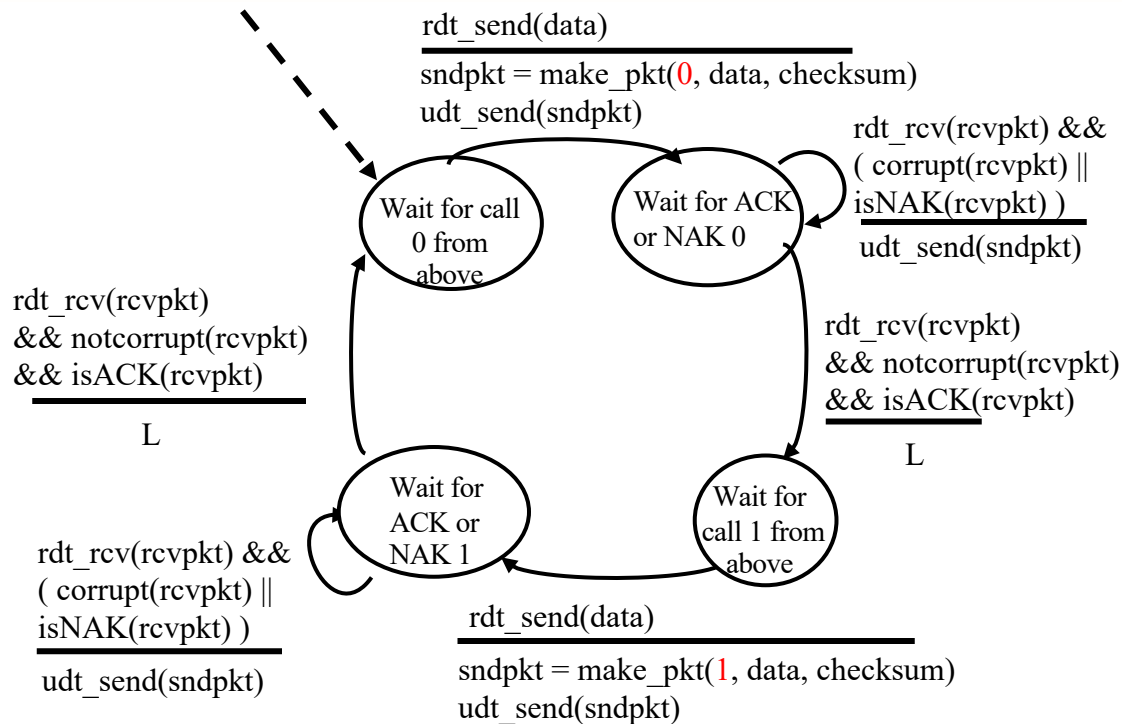 rdt_send(data)
sndpkt = make_pkt(0, data, checksum)
udt_send(sndpkt)
rdt_rcv(rcvpkt) &&
( corrupt(rcvpkt) ||
isNAK(rcvpkt) )
udt_send(sndpkt)
Wait for call
0 from
above
Wait for ACK
or NAK 0
rdt_rcv(rcvpkt)
&& notcorrupt(rcvpkt)
&& isACK(rcvpkt)
L
rdt_rcv(rcvpkt)
&& notcorrupt(rcvpkt)
&& isACK(rcvpkt)
L
Wait for
ACK or
NAK 1
Wait for
call 1 from
above
rdt_rcv(rcvpkt) &&
( corrupt(rcvpkt) ||
isNAK(rcvpkt) )
udt_send(sndpkt)
rdt_send(data)
sndpkt = make_pkt(1, data, checksum)
udt_send(sndpkt)